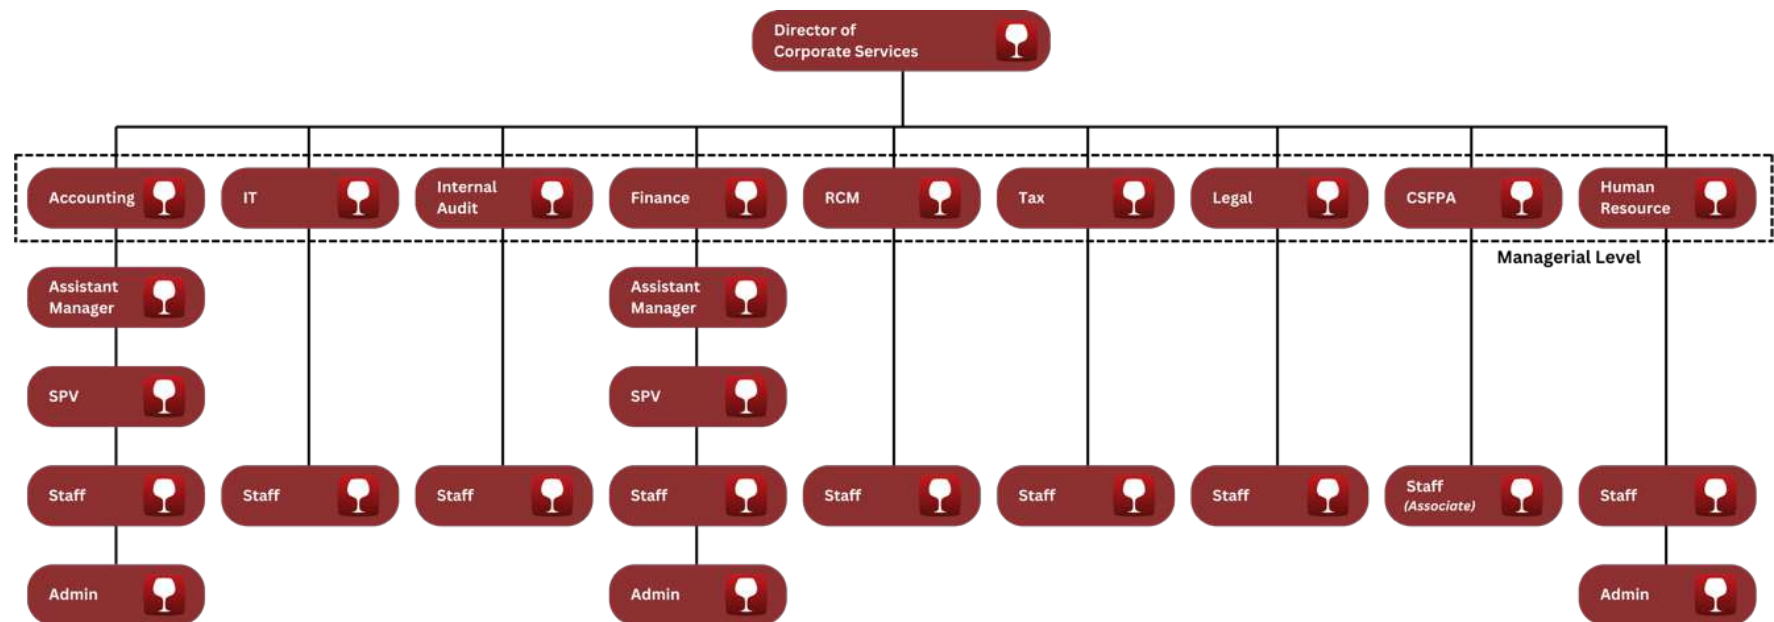 Director of
Corporate Services
Accounting
IT
Internal
Audit
Finance
RCM
Tax
Legal
CSFPA
Human
Resource
Managerial Level
Assistant
Manager
Assistant
Manager
SPV
SPV
Staff
Staff
Staff
Staff
Staff
Staff
Staff
Staff
(Associate)
Staff
Admin
Admin
Admin